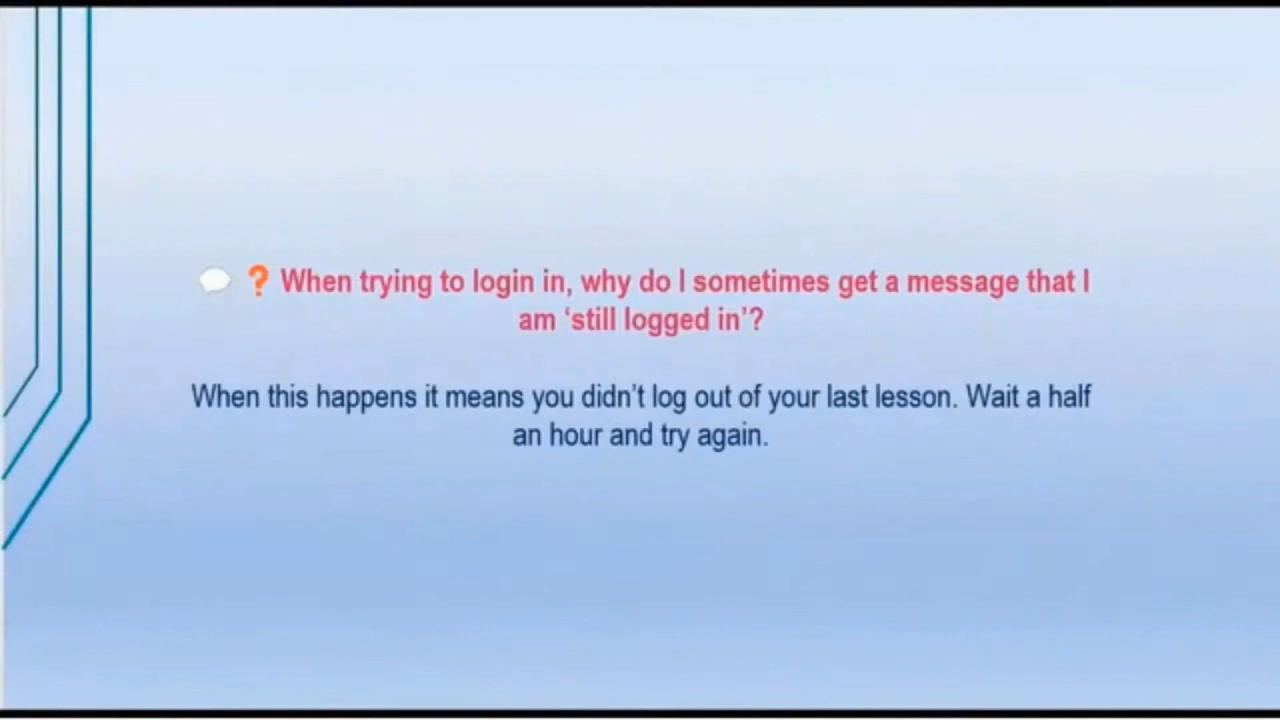 💬 ❓ When trying to login in, why do I sometimes get a message that I
am ‘still logged in’?
When this happens it means you didn’t log out of your last lesson. Wait a half
an hour and try again.